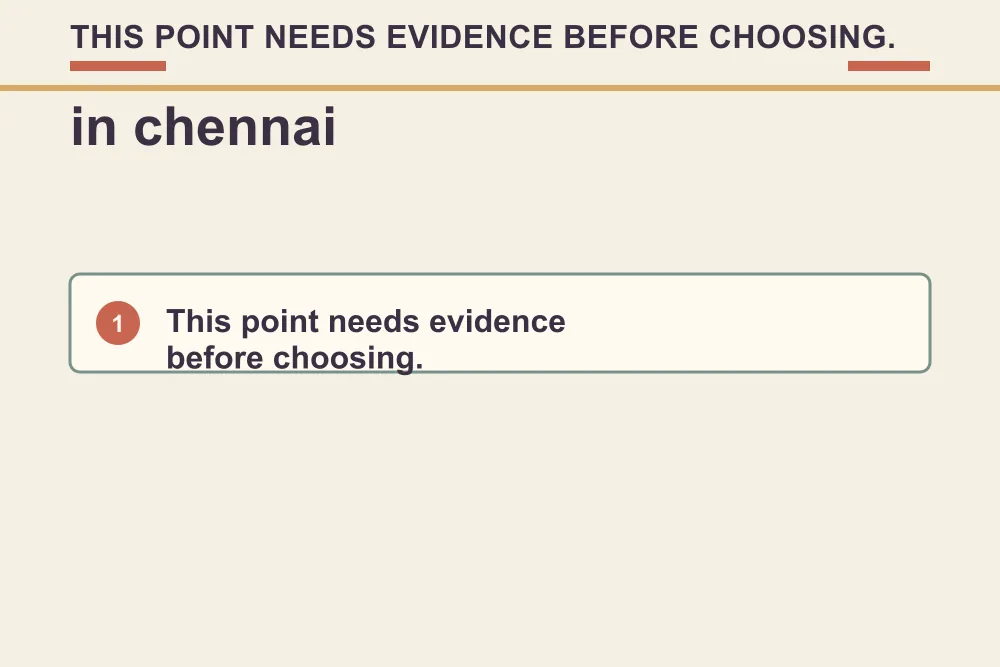 THIS POINT NEEDS EVIDENCE BEFORE CHOOSING.
in chennai
1
This point needs evidence
before choosing.